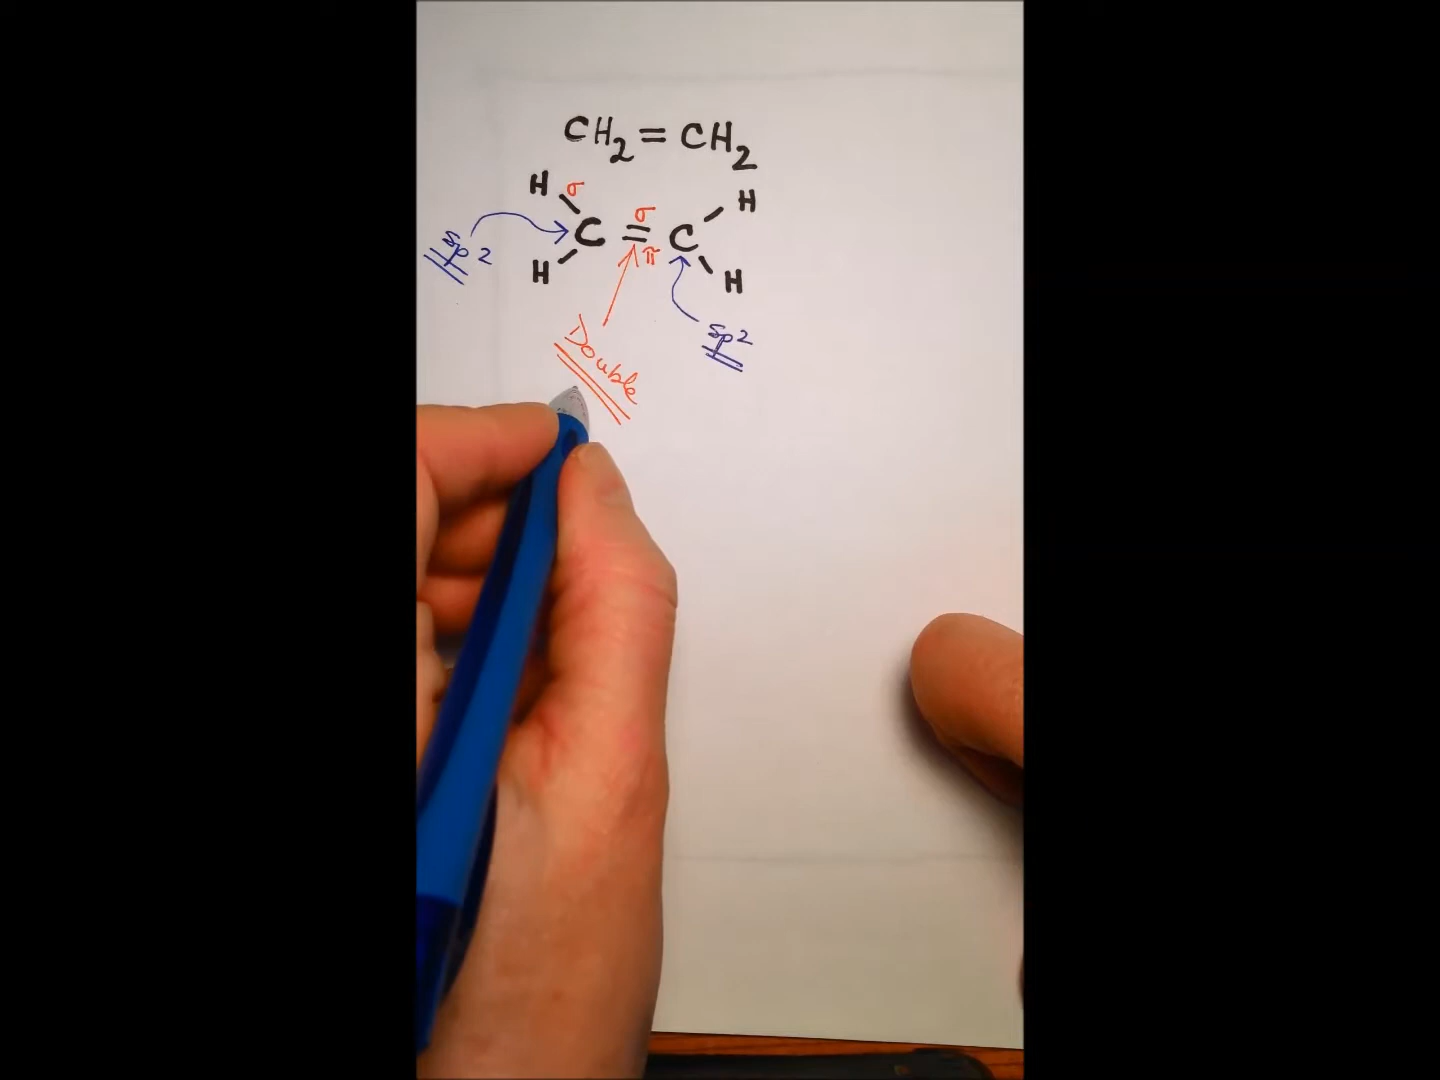 CH2 = CH2
H σ H
σ
C = C
π
H H
sp2
sp2
Double